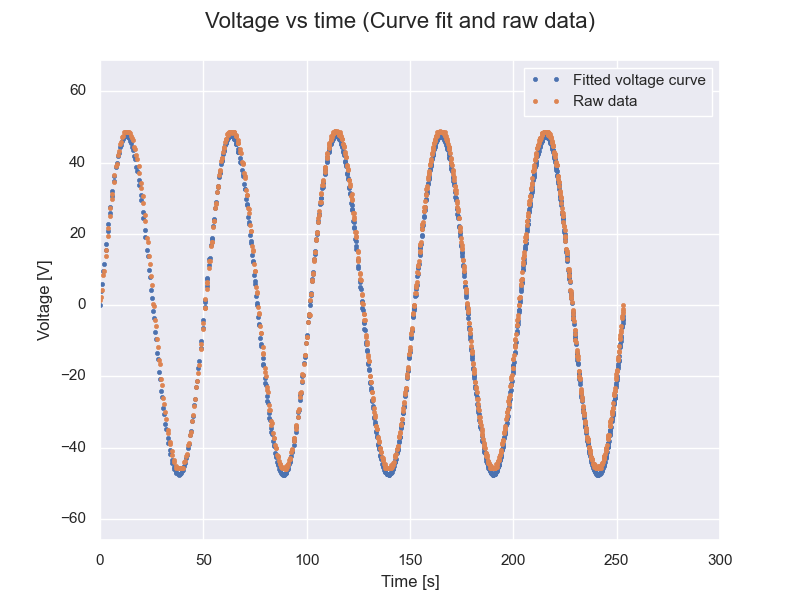 Voltage vs time (Curve fit and raw data)
Fitted voltage curve
Raw data
60
40
20
0
−20
−40
−60
Voltage [V]
0 50 100 150 200 250 300
Time [s]